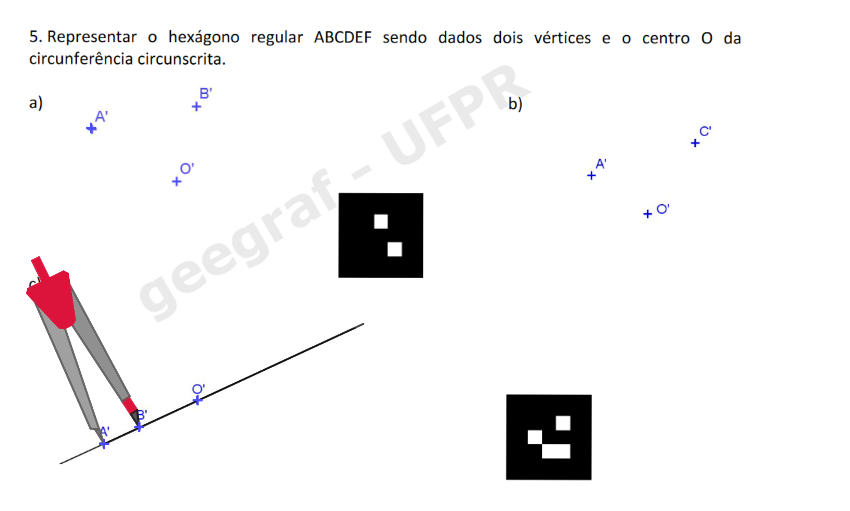 5. Representar o hexágono regular ABCDEF sendo dados dois vértices e o centro O da
circunferência circunscrita.
a)
A'
B'
O'
b)
A'
C'
O'
geegraf - UFPR
O'
B'
A'